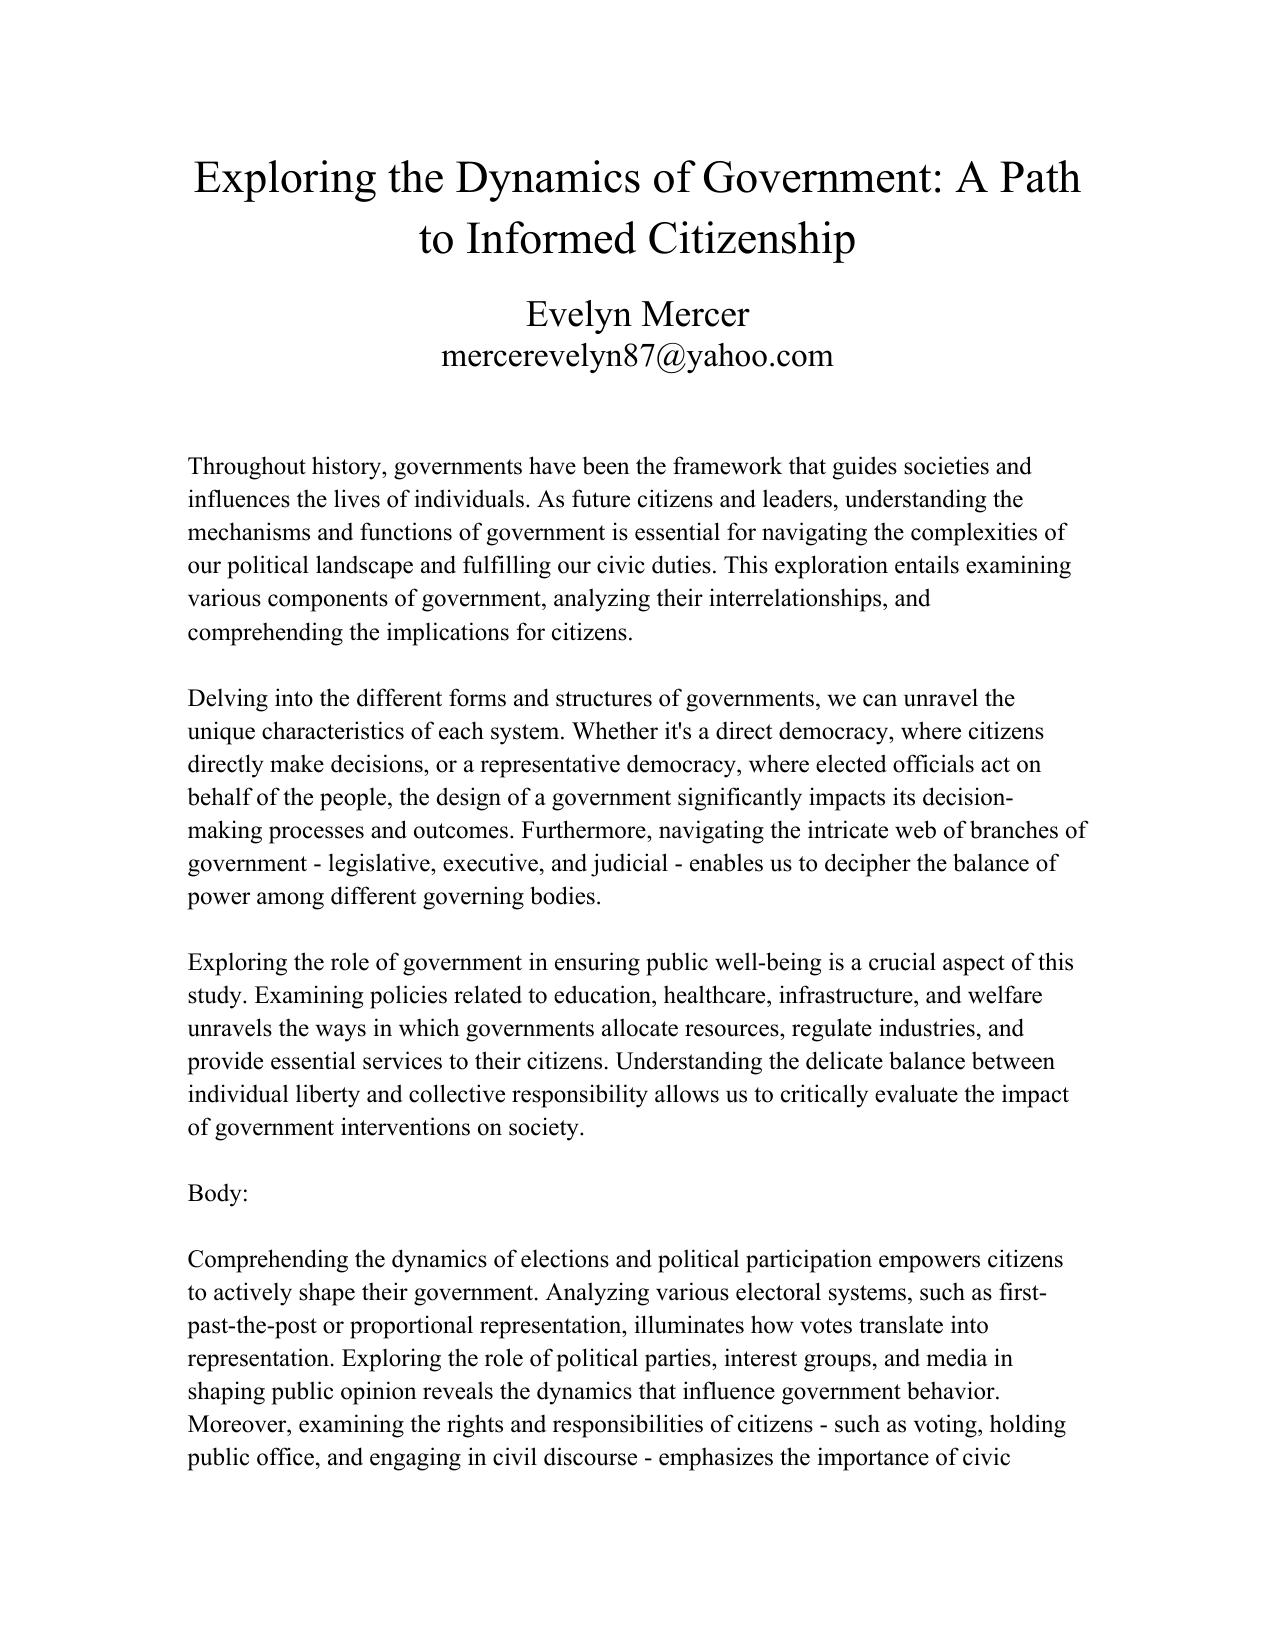 Exploring the Dynamics of Government: A Path
to Informed Citizenship
Evelyn Mercer
mercerevelyn87@yahoo.com
Throughout history, governments have been the framework that guides societies and
influences the lives of individuals. As future citizens and leaders, understanding the
mechanisms and functions of government is essential for navigating the complexities of
our political landscape and fulfilling our civic duties. This exploration entails examining
various components of government, analyzing their interrelationships, and
comprehending the implications for citizens.
Delving into the different forms and structures of governments, we can unravel the
unique characteristics of each system. Whether it's a direct democracy, where citizens
directly make decisions, or a representative democracy, where elected officials act on
behalf of the people, the design of a government significantly impacts its decision-
making processes and outcomes. Furthermore, navigating the intricate web of branches of
government - legislative, executive, and judicial - enables us to decipher the balance of
power among different governing bodies.
Exploring the role of government in ensuring public well-being is a crucial aspect of this
study. Examining policies related to education, healthcare, infrastructure, and welfare
unravels the ways in which governments allocate resources, regulate industries, and
provide essential services to their citizens. Understanding the delicate balance between
individual liberty and collective responsibility allows us to critically evaluate the impact
of government interventions on society.
Body:
Comprehending the dynamics of elections and political participation empowers citizens
to actively shape their government. Analyzing various electoral systems, such as first-
past-the-post or proportional representation, illuminates how votes translate into
representation. Exploring the role of political parties, interest groups, and media in
shaping public opinion reveals the dynamics that influence government behavior.
Moreover, examining the rights and responsibilities of citizens - such as voting, holding
public office, and engaging in civil discourse - emphasizes the importance of civic